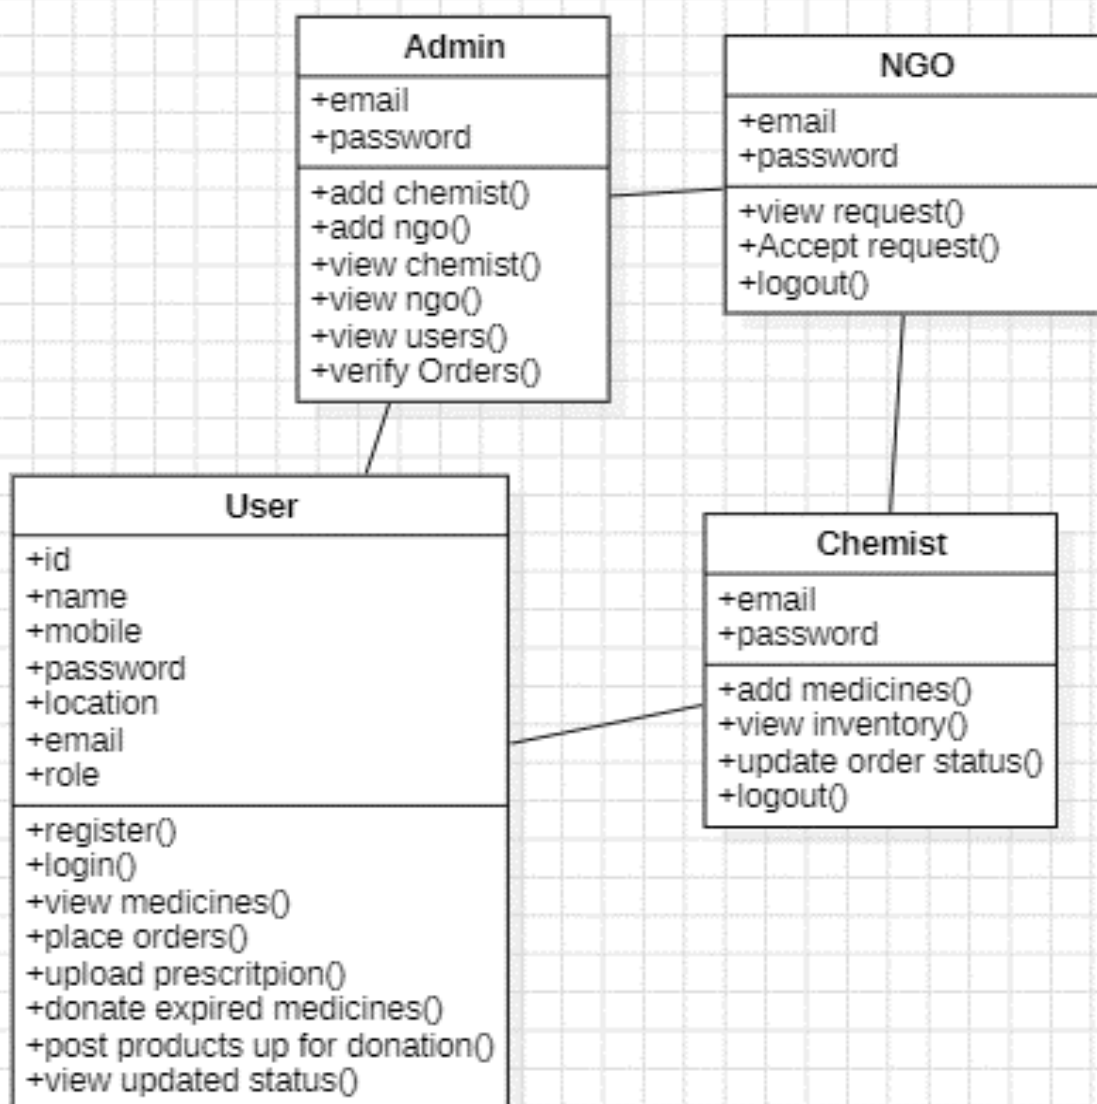 Admin
+email
+password
+add chemist()
+add ngo()
+view chemist()
+view ngo()
+view users()
+verify Orders()
NGO
+email
+password
+view request()
+Accept request()
+logout()
User
+id
+name
+mobile
+password
+location
+email
+role
+register()
+login()
+view medicines()
+place orders()
+upload prescritpion()
+donate expired medicines()
+post products up for donation()
+view updated status()
Chemist
+email
+password
+add medicines()
+view inventory()
+update order status()
+logout()